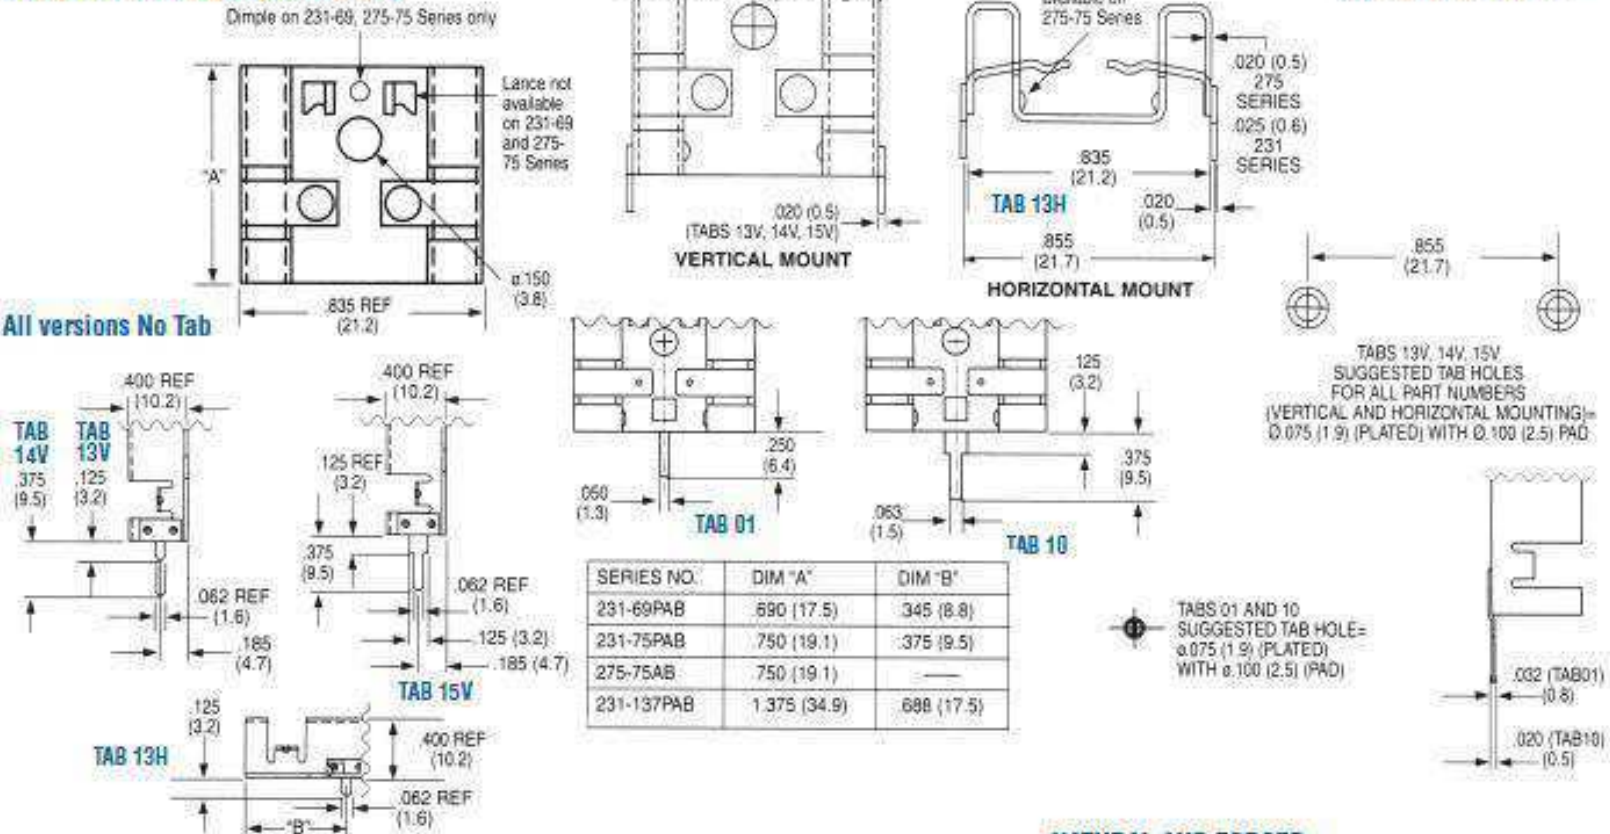 Dimple on 231-69, 275-75 Series only
Lance not
available
on 231-69
and 275-
75 Series
"A"
ø.150
(3.8)
.835 REF
(21.2)
All versions No Tab
.020 (0.5)
(TABS 13V, 14V, 15V)
VERTICAL MOUNT
275-75 Series
.020 (0.5)
275
SERIES
.025 (0.6)
231
SERIES
.835
(21.2)
TAB 13H
.020
(0.5)
.855
(21.7)
HORIZONTAL MOUNT
.855
(21.7)
TABS 13V, 14V, 15V
SUGGESTED TAB HOLES
FOR ALL PART NUMBERS
(VERTICAL AND HORIZONTAL MOUNTING)=
Ø.075 (1.9) (PLATED) WITH Ø.100 (2.5) PAD
.400 REF
(10.2)
TAB
14V
.375
(9.5)
TAB
13V
.125
(3.2)
.062 REF
(1.6)
.185
(4.7)
.400 REF
(10.2)
.125 REF
(3.2)
.375
(9.5)
.062 REF
(1.6)
.125 (3.2)
.185 (4.7)
TAB 15V
.250
(6.4)
.050
(1.3)
TAB 01
.125
(3.2)
.375
(9.5)
.063
(1.5)
TAB 10
SERIES NO. DIM "A" DIM "B"
231-69PAB .690 (17.5) .345 (8.8)
231-75PAB .750 (19.1) .375 (9.5)
275-75AB .750 (19.1) —
231-137PAB 1.375 (34.9) .688 (17.5)
TABS 01 AND 10
SUGGESTED TAB HOLE=
ø.075 (1.9) (PLATED)
WITH ø.100 (2.5) (PAD)
.032 (TAB01)
(0.8)
.020 (TAB10)
(0.5)
.125
(3.2)
TAB 13H
.400 REF
(10.2)
.062 REF
(1.6)
"B"